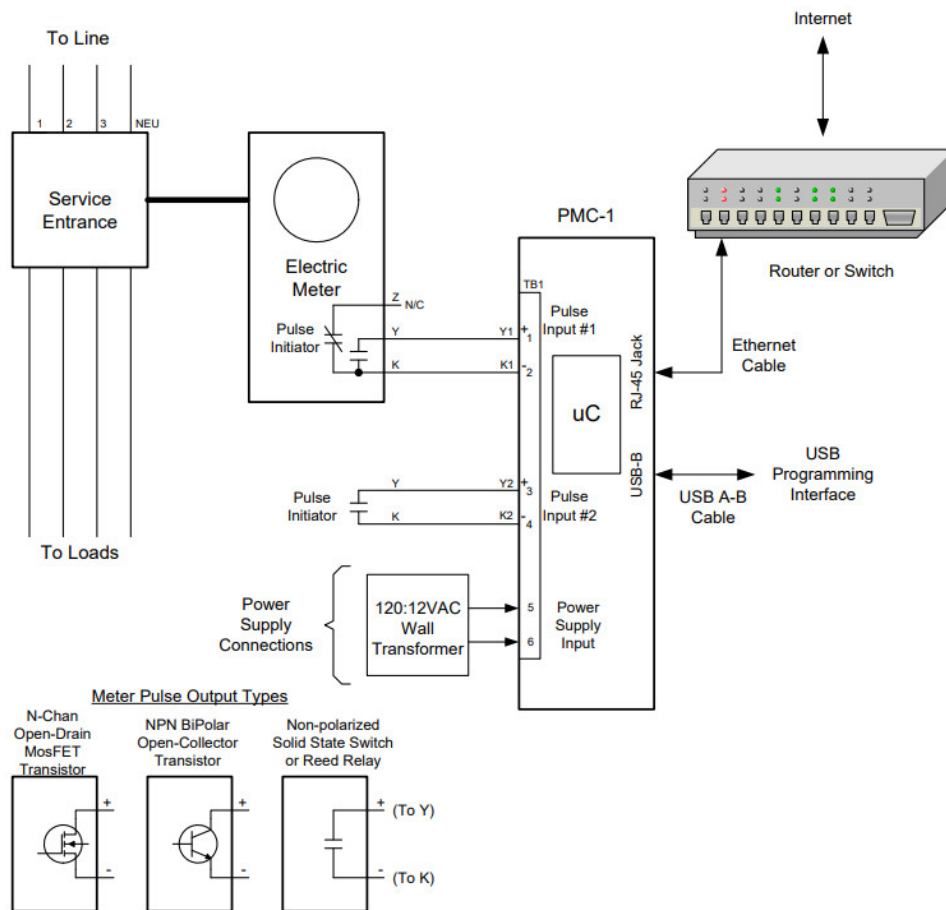 To Line
Internet
1 2 3 NEU
Service
Entrance
Electric
Meter
Pulse
Initiator
Z
N/C
Y
K
PMC-1
TB1
Y1
+
1
Pulse
Input #1
K1
-
2
uC
RJ-45 Jack
USB-B
Router or Switch
Ethernet
Cable
USB
Programming
Interface
USB A-B
Cable
Pulse
Initiator
Y
K
Y2
+
3
Pulse
Input #2
K2
-
4
To Loads
Power
Supply
Connections
120:12VAC
Wall
Transformer
5
6
Power
Supply
Input
Meter Pulse Output Types
N-Chan
Open-Drain
MosFET
Transistor
+
-
NPN BiPolar
Open-Collector
Transistor
+
-
Non-polarized
Solid State Switch
or Reed Relay
+ (To Y)
- (To K)